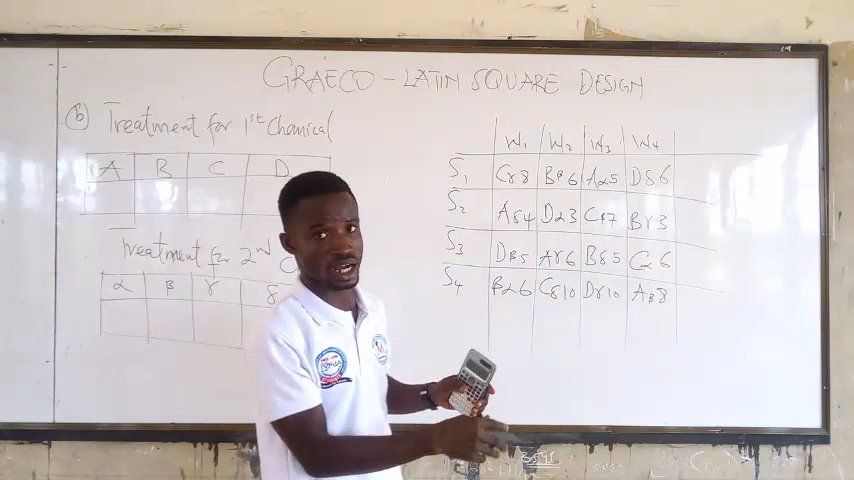 GRAECO - LATIN SQUARE DESIGN
(b) Treatment for 1st Chemical
A B C D
Treatment for 2nd
α β γ δ
W1 W2 W3 W4
S1 Cγ8 Bβ6 Aα5 Dδ6
S2 Aδ4 Dα3 Cβ7 Bγ3
S3 Dβ5 Aγ6 Bδ5 Cα6
S4 Bα6 Cδ10 Dγ10 Aβ8